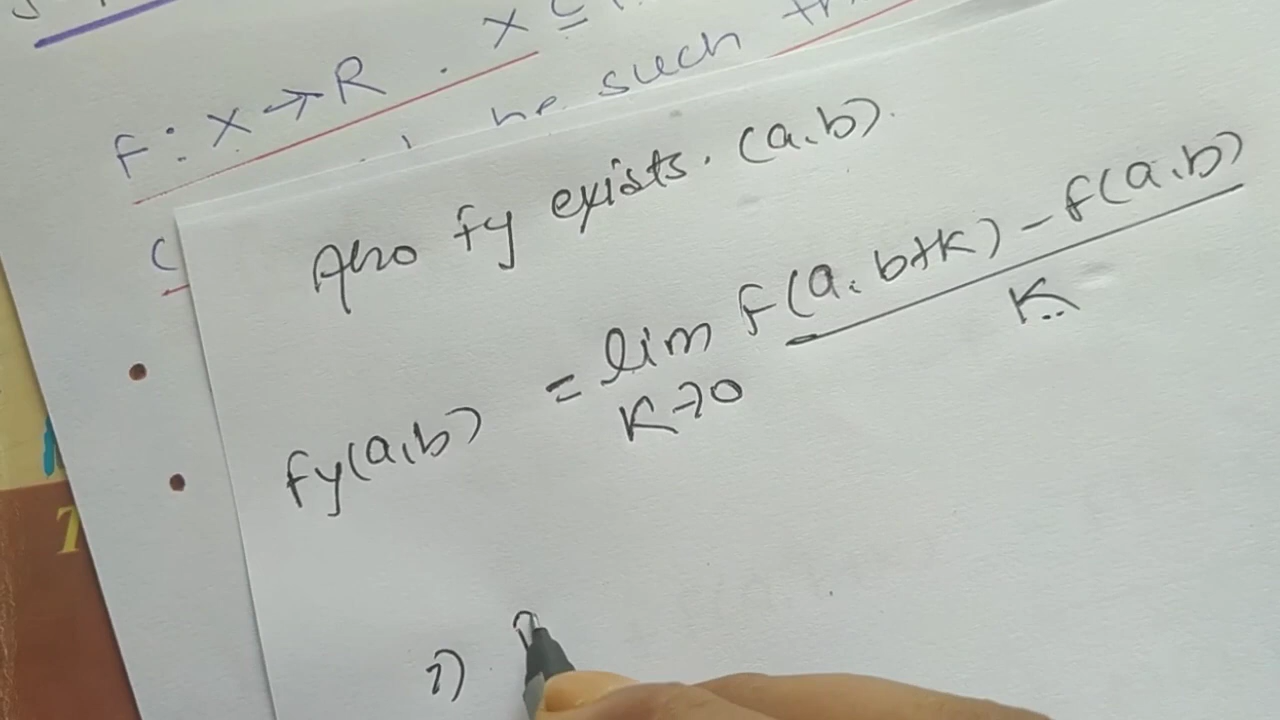 f: X → R . X ⊆
be such
Also fy exists. (a,b).
fy(a,b) = lim K→0 f(a, b+K) - f(a,b) / K
i)